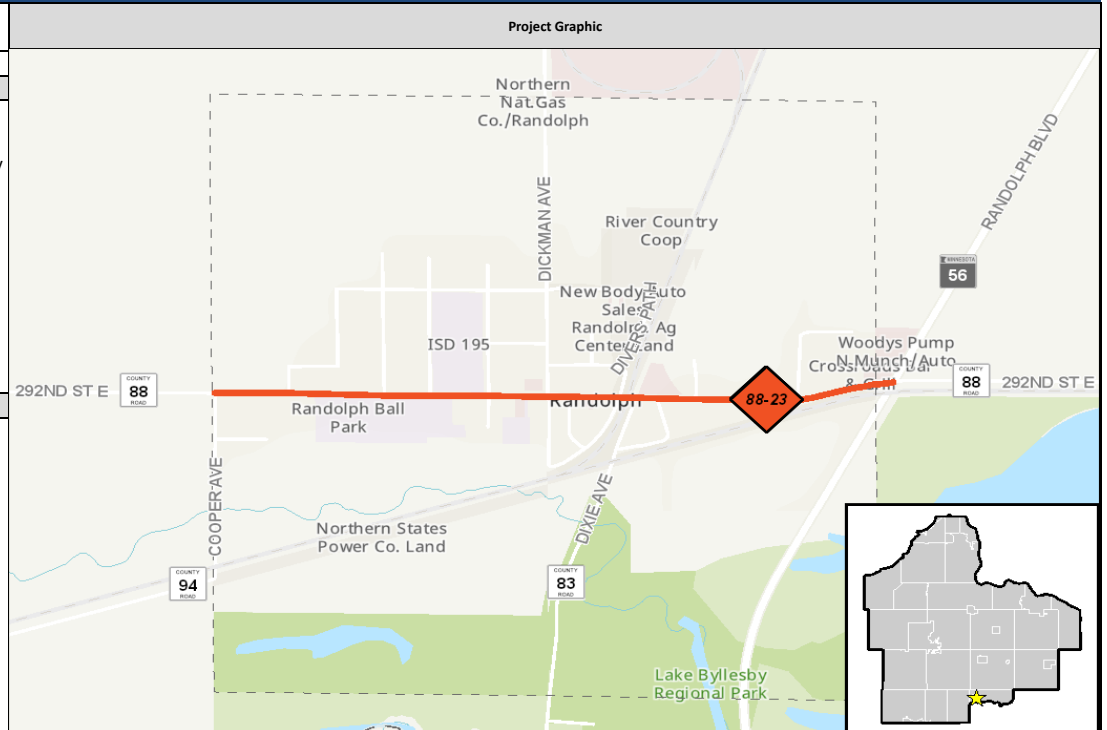 Project Graphic
Northern
Nat.Gas
Co./Randolph
RANDOLPH BLVD
DICKMAN AVE
River Country
Coop
MINNESOTA
56
New Body Auto
Sales
Randolph Ag
Center Land
DIVERS PATH
ISD 195
Woodys Pump
N Munch/Auto
Crossroads Bar
& Grill
292ND ST E
COUNTY
88
ROAD
88-23
COUNTY
88
ROAD
292ND ST E
Randolph
Randolph Ball
Park
COOPER AVE
DIXIE AVE
Northern States
Power Co. Land
COUNTY
94
ROAD
COUNTY
83
ROAD
Lake Byllesby
Regional Park